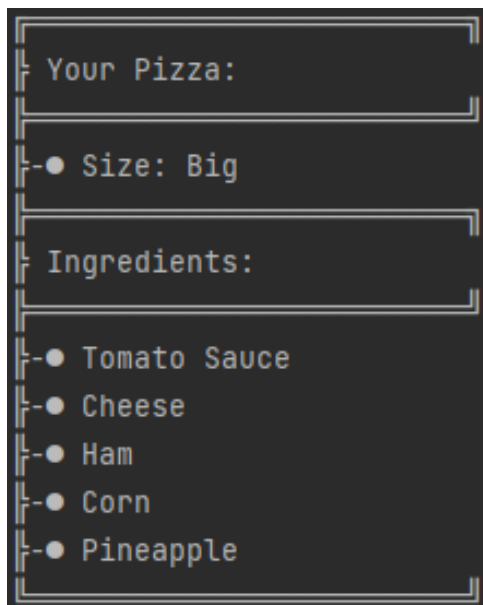 Your Pizza:
-● Size: Big
Ingredients:
-● Tomato Sauce
-● Cheese
-● Ham
-● Corn
-● Pineapple